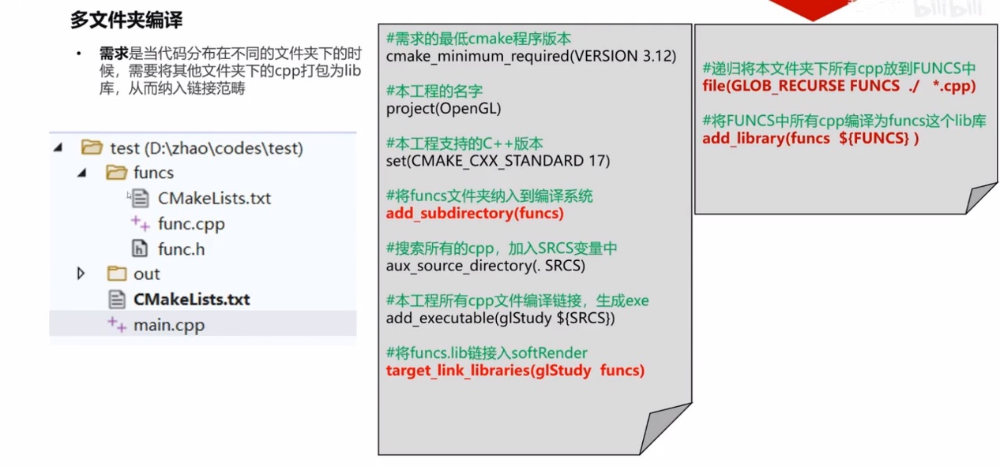 多文件夹编译
• 需求是当代码分布在不同的文件夹下的时
候，需要将其他文件夹下的cpp打包为lib
库，从而纳入链接范畴
test (D:\zhao\codes\test)
funcs
CMakeLists.txt
func.cpp
func.h
out
CMakeLists.txt
main.cpp
#需求的最低cmake程序版本
cmake_minimum_required(VERSION 3.12)
#本工程的名字
project(OpenGL)
#本工程支持的C++版本
set(CMAKE_CXX_STANDARD 17)
#将funcs文件夹纳入到编译系统
add_subdirectory(funcs)
#搜索所有的cpp，加入SRCS变量中
aux_source_directory(. SRCS)
#本工程所有cpp文件编译链接，生成exe
add_executable(glStudy ${SRCS})
#将funcs.lib链接入softRender
target_link_libraries(glStudy funcs)
#递归将本文件夹下所有cpp放到FUNCS中
file(GLOB_RECURSE FUNCS ./ *.cpp)
#将FUNCS中所有cpp编译为funcs这个lib库
add_library(funcs ${FUNCS} )
bilibili